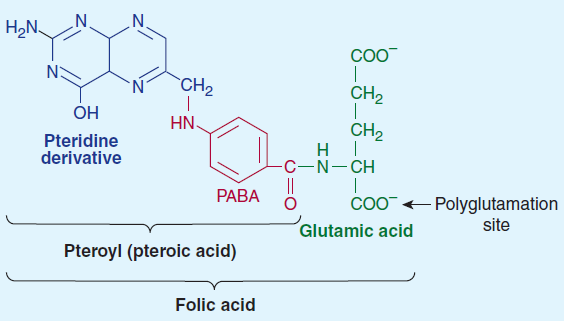 H₂N
N
N
N
N
OH
CH₂
HN
Pteridine
derivative
PABA
C
O
H
N
CH
COO⁻
CH₂
CH₂
COO⁻
Polyglutamation
site
Glutamic acid
Pteroyl (pteroic acid)
Folic acid